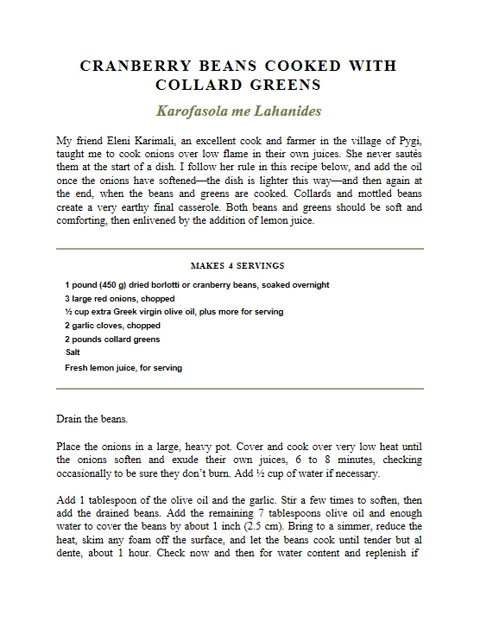 CRANBERRY BEANS COOKED WITH
COLLARD GREENS
Karofasola me Lahanides
My friend Eleni Karimali, an excellent cook and farmer in the village of Pygi,
taught me to cook onions over low flame in their own juices. She never sautés
them at the start of a dish. I follow her rule in this recipe below, and add the oil
once the onions have softened—the dish is lighter this way—and then again at
the end, when the beans and greens are cooked. Collards and mottled beans
create a very earthy final casserole. Both beans and greens should be soft and
comforting, then enlivened by the addition of lemon juice.
MAKES 4 SERVINGS
1 pound (450 g) dried borlotti or cranberry beans, soaked overnight
3 large red onions, chopped
½ cup extra Greek virgin olive oil, plus more for serving
2 garlic cloves, chopped
2 pounds collard greens
Salt
Fresh lemon juice, for serving
Drain the beans.
Place the onions in a large, heavy pot. Cover and cook over very low heat until
the onions soften and exude their own juices, 6 to 8 minutes, checking
occasionally to be sure they don’t burn. Add ½ cup of water if necessary.
Add 1 tablespoon of the olive oil and the garlic. Stir a few times to soften, then
add the drained beans. Add the remaining 7 tablespoons olive oil and enough
water to cover the beans by about 1 inch (2.5 cm). Bring to a simmer, reduce the
heat, skim any foam off the surface, and let the beans cook until tender but al
dente, about 1 hour. Check now and then for water content and replenish if